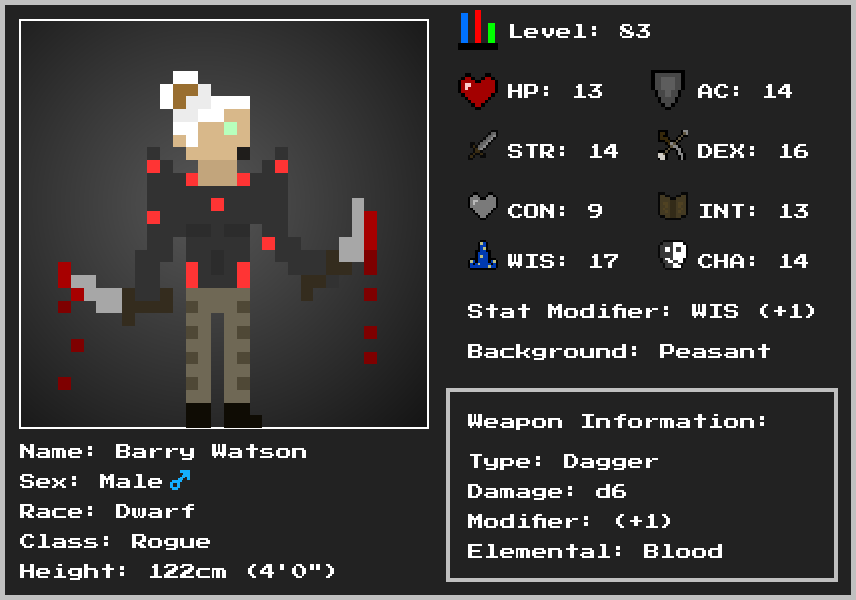 Level: 83
HP: 13
AC: 14
STR: 14
DEX: 16
CON: 9
INT: 13
WIS: 17
CHA: 14
Stat Modifier: WIS (+1)
Background: Peasant
Weapon Information:
Type: Dagger
Damage: d6
Modifier: (+1)
Elemental: Blood
Name: Barry Watson
Sex: Male♂
Race: Dwarf
Class: Rogue
Height: 122cm (4'0")